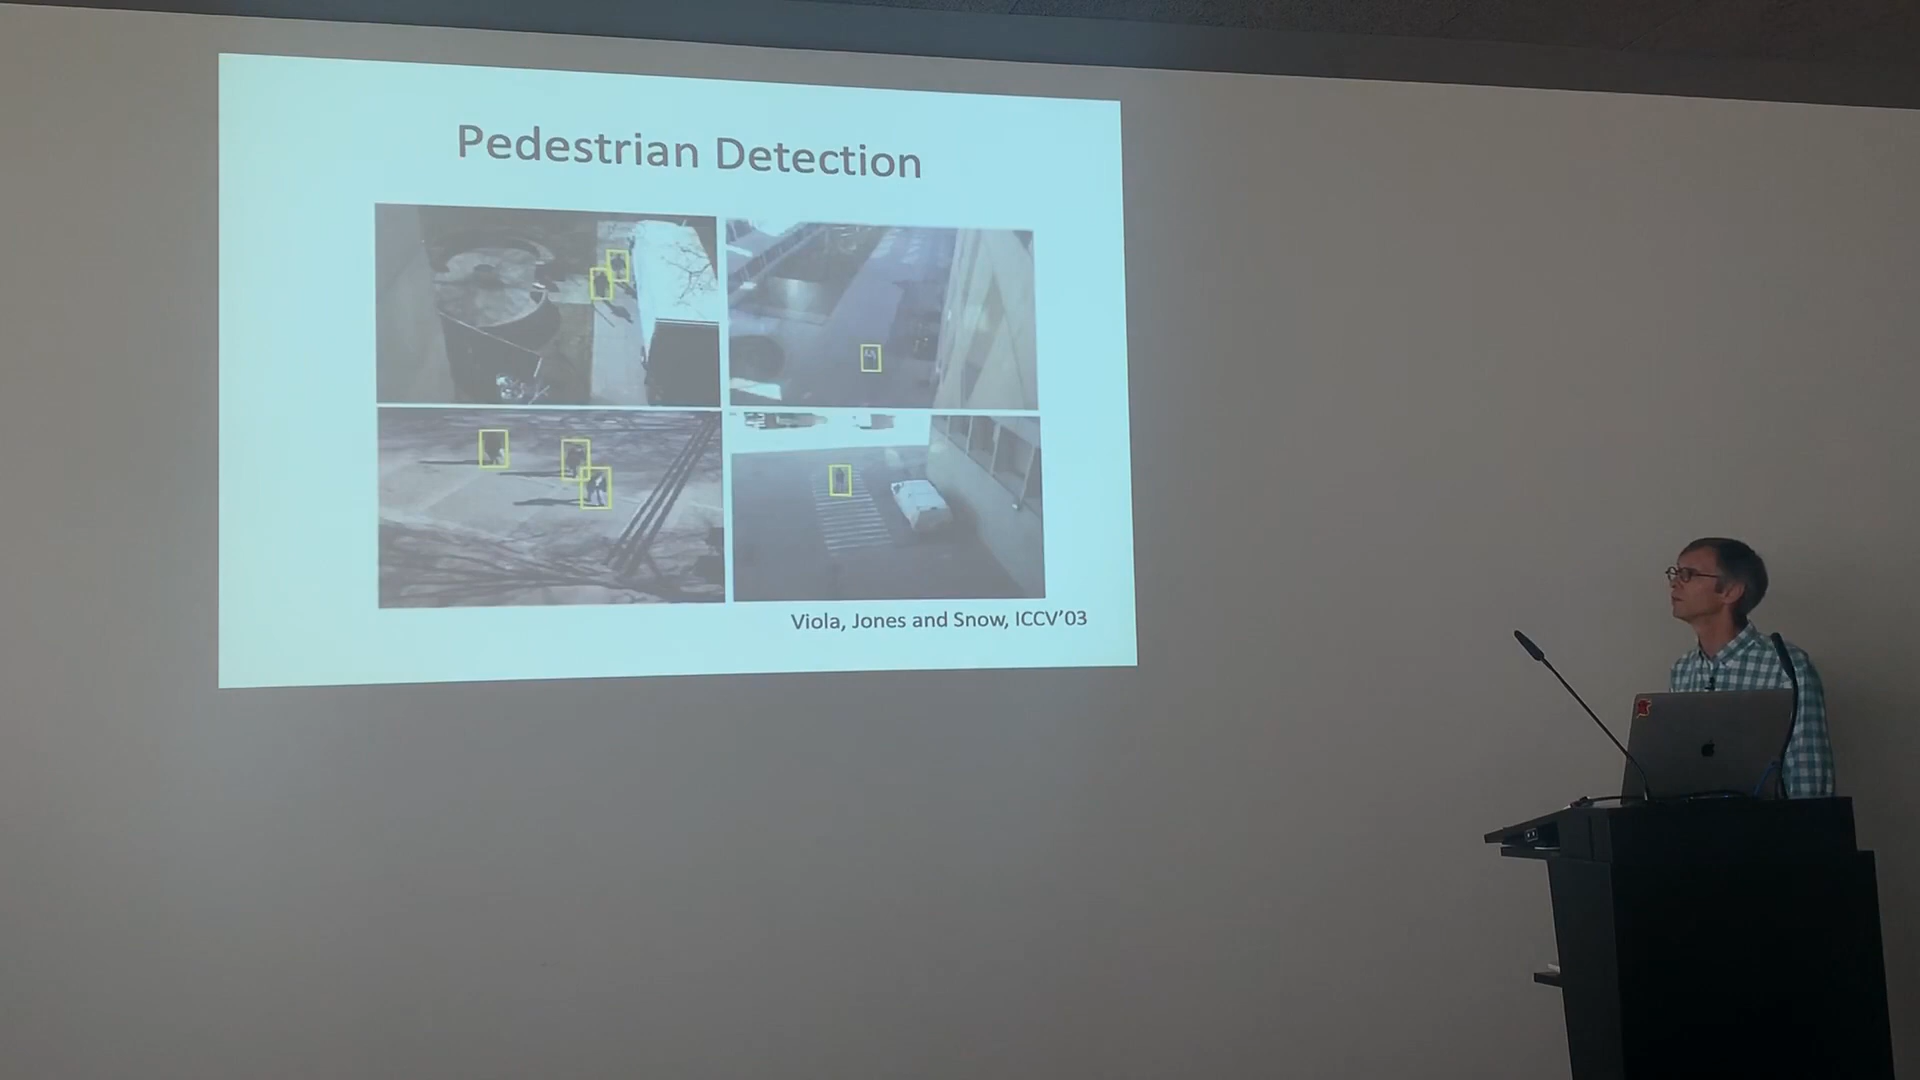 Pedestrian Detection
Viola, Jones and Snow, ICCV'03